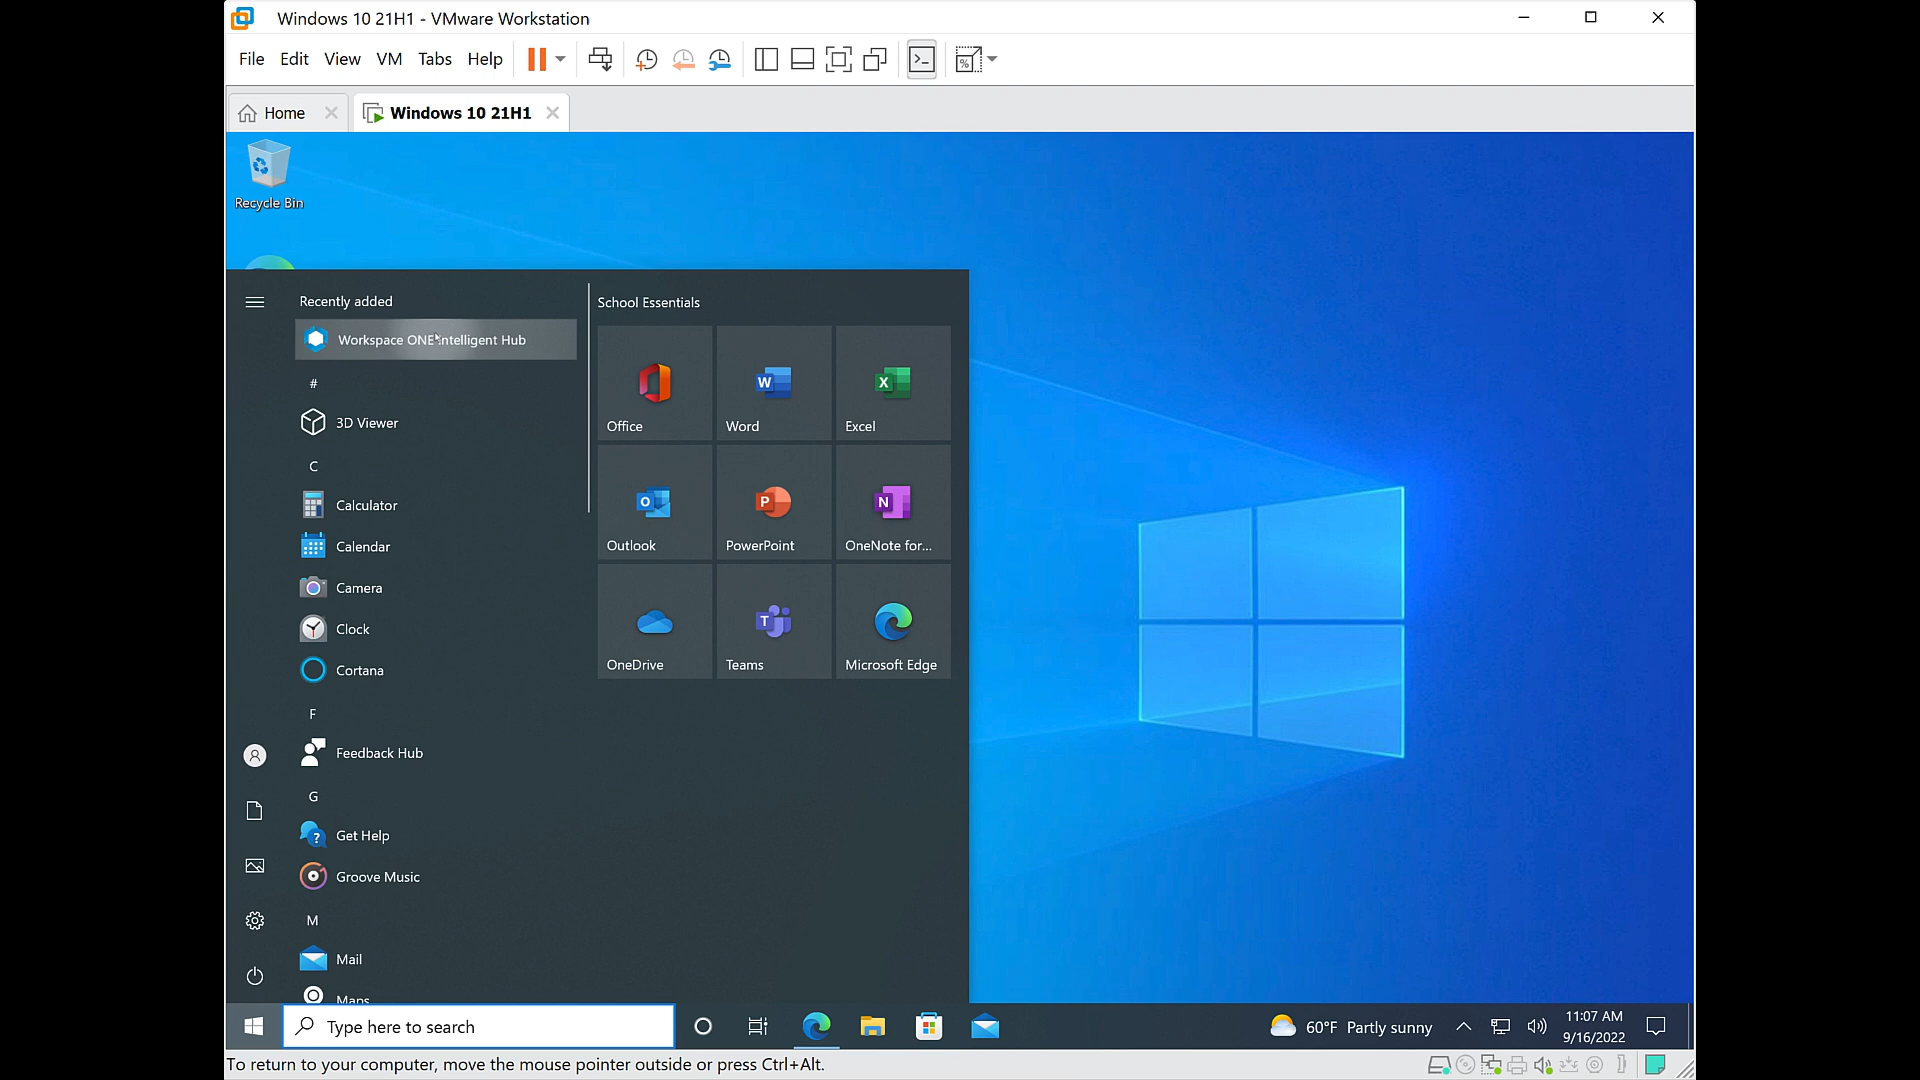 Windows 10 21H1 - VMware Workstation
File Edit View VM Tabs Help
Home
Windows 10 21H1
Recycle Bin
Recently added
Workspace ONE Intelligent Hub
#
3D Viewer
C
Calculator
Calendar
Camera
Clock
Cortana
F
Feedback Hub
G
Get Help
Groove Music
M
Mail
Maps
School Essentials
Office
Word
Excel
Outlook
PowerPoint
OneNote for...
OneDrive
Teams
Microsoft Edge
Type here to search
60°F Partly sunny
11:07 AM
9/16/2022
To return to your computer, move the mouse pointer outside or press Ctrl+Alt.